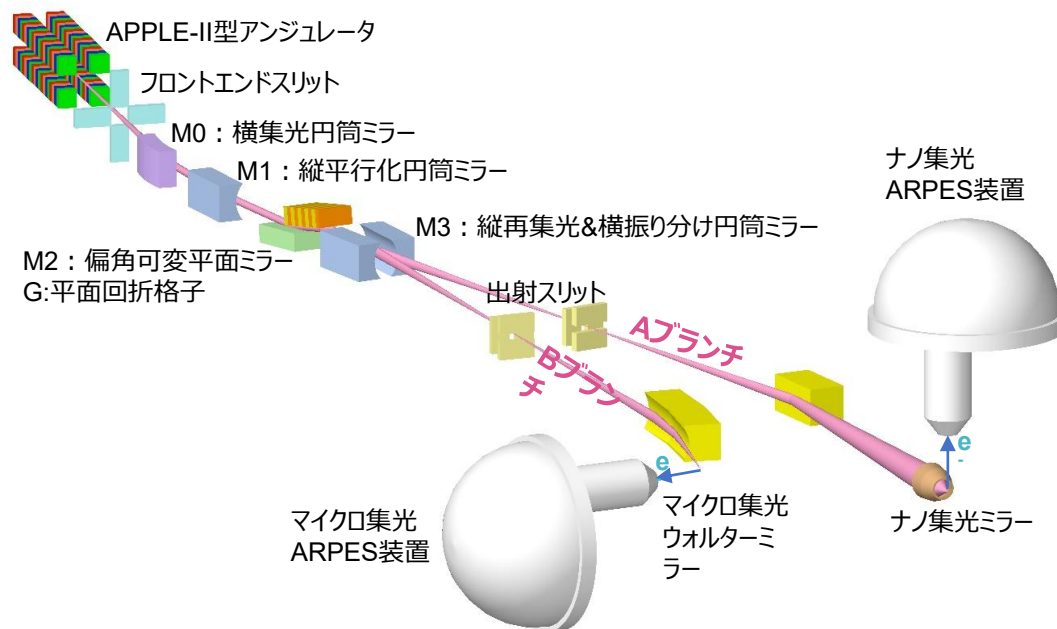 APPLE-II型アンジュレータ
フロントエンドスリット
M0：横集光円筒ミラー
M1：縦平行化円筒ミラー
M3：縦再集光&横振り分け円筒ミラー
M2：偏角可変平面ミラー
G:平面回折格子
出射スリット
Aブランチ
Bブラン
チ
ナノ集光
ARPES装置
e
-
ナノ集光ミラー
e
マイクロ集光
ウォルターミ
ラー
マイクロ集光
ARPES装置